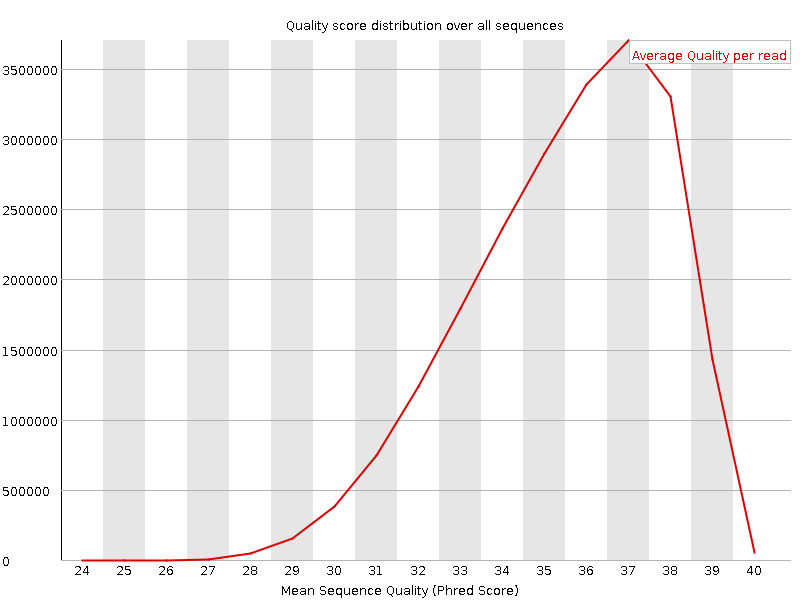 Quality score distribution over all sequences
Average Quality per read
3500000
3000000
2500000
2000000
1500000
1000000
500000
0
24 25 26 27 28 29 30 31 32 33 34 35 36 37 38 39 40
Mean Sequence Quality (Phred Score)